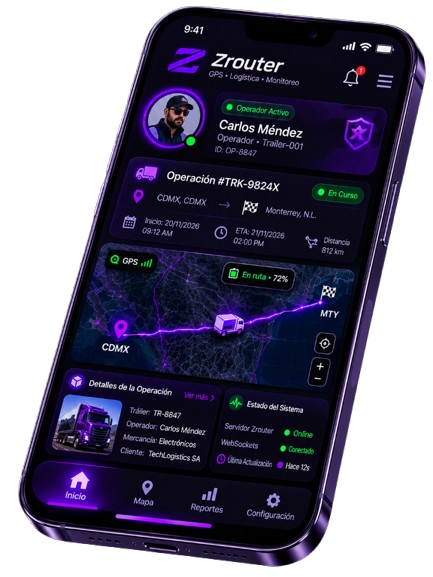 9:41
Zrouter
GPS • Logística • Monitoreo
1
Operador Activo
Carlos Méndez
Operador • Trailer-001
ID: OP-8847
Operación #TRK-9824X
En Curso
CDMX, CDMX → Monterrey, N.L.
Inicio: 20/11/2026
09:12 AM
ETA: 21/11/2026
02:00 PM
Distancia
812 km
GPS
En ruta • 72%
MTY
CDMX
+
−
Detalles de la Operación
Ver más >
Tráiler: TR-8847
Operador: Carlos Méndez
Mercancía: Electrónicos
Cliente: TechLogistics SA
Estado del Sistema
Servidor Zrouter Online
WebSockets Conectado
Última Actualización Hace 12s
Inicio
Mapa
Reportes
Configuración